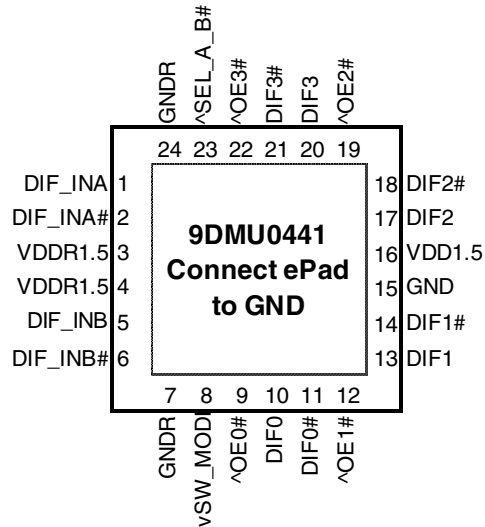 GNDR
^SEL_A_B#
^OE3#
DIF3#
DIF3
^OE2#
24 23 22 21 20 19
DIF_INA 1
DIF_INA# 2
VDDR1.5 3
VDDR1.5 4
DIF_INB 5
DIF_INB# 6
9DMU0441
Connect ePad
to GND
18 DIF2#
17 DIF2
16 VDD1.5
15 GND
14 DIF1#
13 DIF1
7 8 9 10 11 12
GNDR
vSW_MODE
^OE0#
DIF0
DIF0#
^OE1#